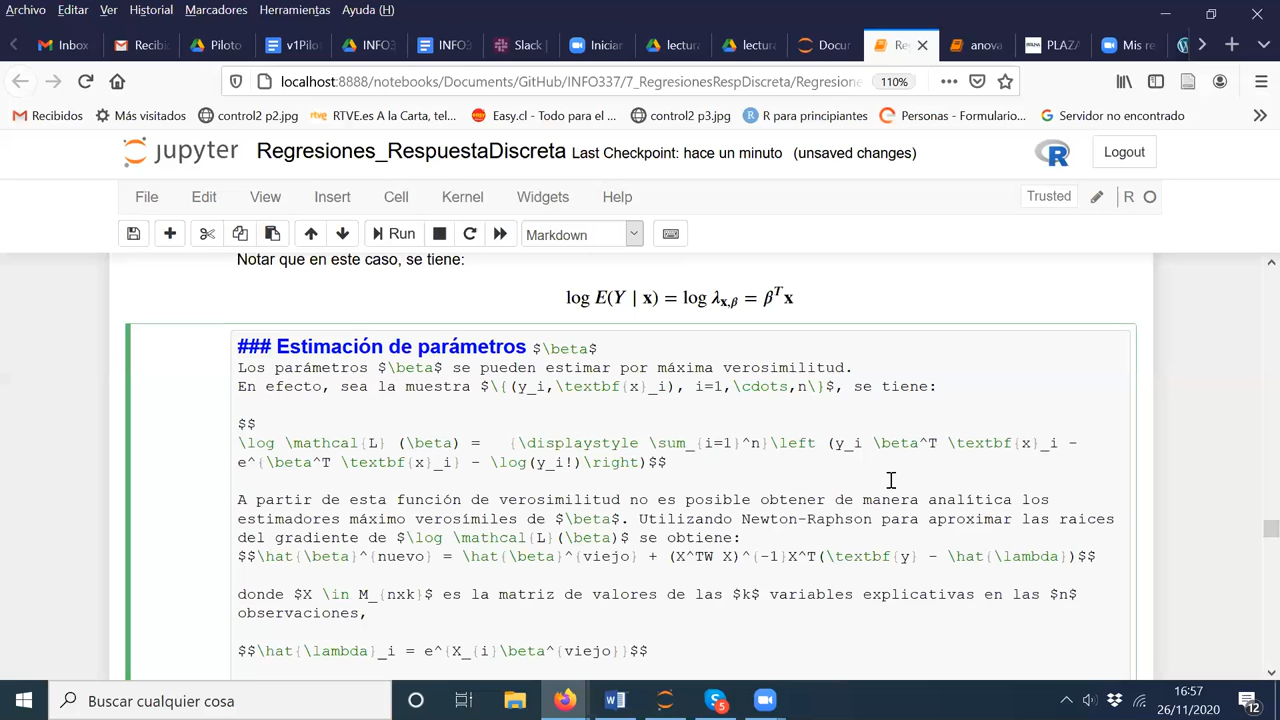 Archivo Editar Ver Historial Marcadores Herramientas Ayuda (H)
Inbox Recibi Piloto v1Pilo INFO3 INFO3 Slack | Iniciar lectura lectura Docur Re anova PLAZA Mis re
localhost:8888/notebooks/Documents/GitHub/INFO337/7_RegresionesRespDiscreta/Regresione 110%
Recibidos Más visitados control2 p2.jpg RTVE.es A La Carta, tel... Easy.cl - Todo para el ... control2 p3.jpg R para principiantes Personas - Formulario... Servidor no encontrado
jupyter Regresiones_RespuestaDiscreta Last Checkpoint: hace un minuto (unsaved changes) Logout
File Edit View Insert Cell Kernel Widgets Help Trusted R
Run Markdown
Notar que en este caso, se tiene:
log E(Y | x) = log λx,β = β^T x
### Estimación de parámetros $\beta$
Los parámetros $\beta$ se pueden estimar por máxima verosimilitud.
En efecto, sea la muestra $\{(y_i,\textbf{x}_i), i=1,\cdots,n\}$, se tiene:
$$
\log \mathcal{L} (\beta) = {\displaystyle \sum_{i=1}^n}\left (y_i \beta^T \textbf{x}_i -
e^{\beta^T \textbf{x}_i} - \log(y_i!)\right)$$
A partir de esta función de verosimilitud no es posible obtener de manera analítica los
estimadores máximo verosímiles de $\beta$. Utilizando Newton-Raphson para aproximar las raices
del gradiente de $\log \mathcal{L}(\beta)$ se obtiene:
$$\hat{\beta}^{nuevo} = \hat{\beta}^{viejo} + (X^TW X)^{-1}X^T(\textbf{y} - \hat{\lambda})$$
donde $X \in M_{nxk}$ es la matriz de valores de las $k$ variables explicativas en las $n$
observaciones,
$$\hat{\lambda}_i = e^{X_{i}\beta^{viejo}}$$
Buscar cualquier cosa
5
16:57
26/11/2020
12